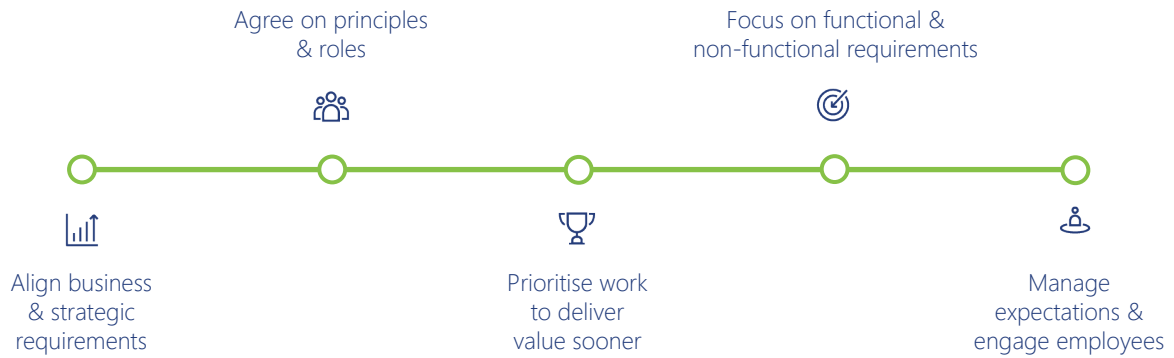 Agree on principles
& roles
Focus on functional &
non-functional requirements
Align business
& strategic
requirements
Prioritise work
to deliver
value sooner
Manage
expectations &
engage employees